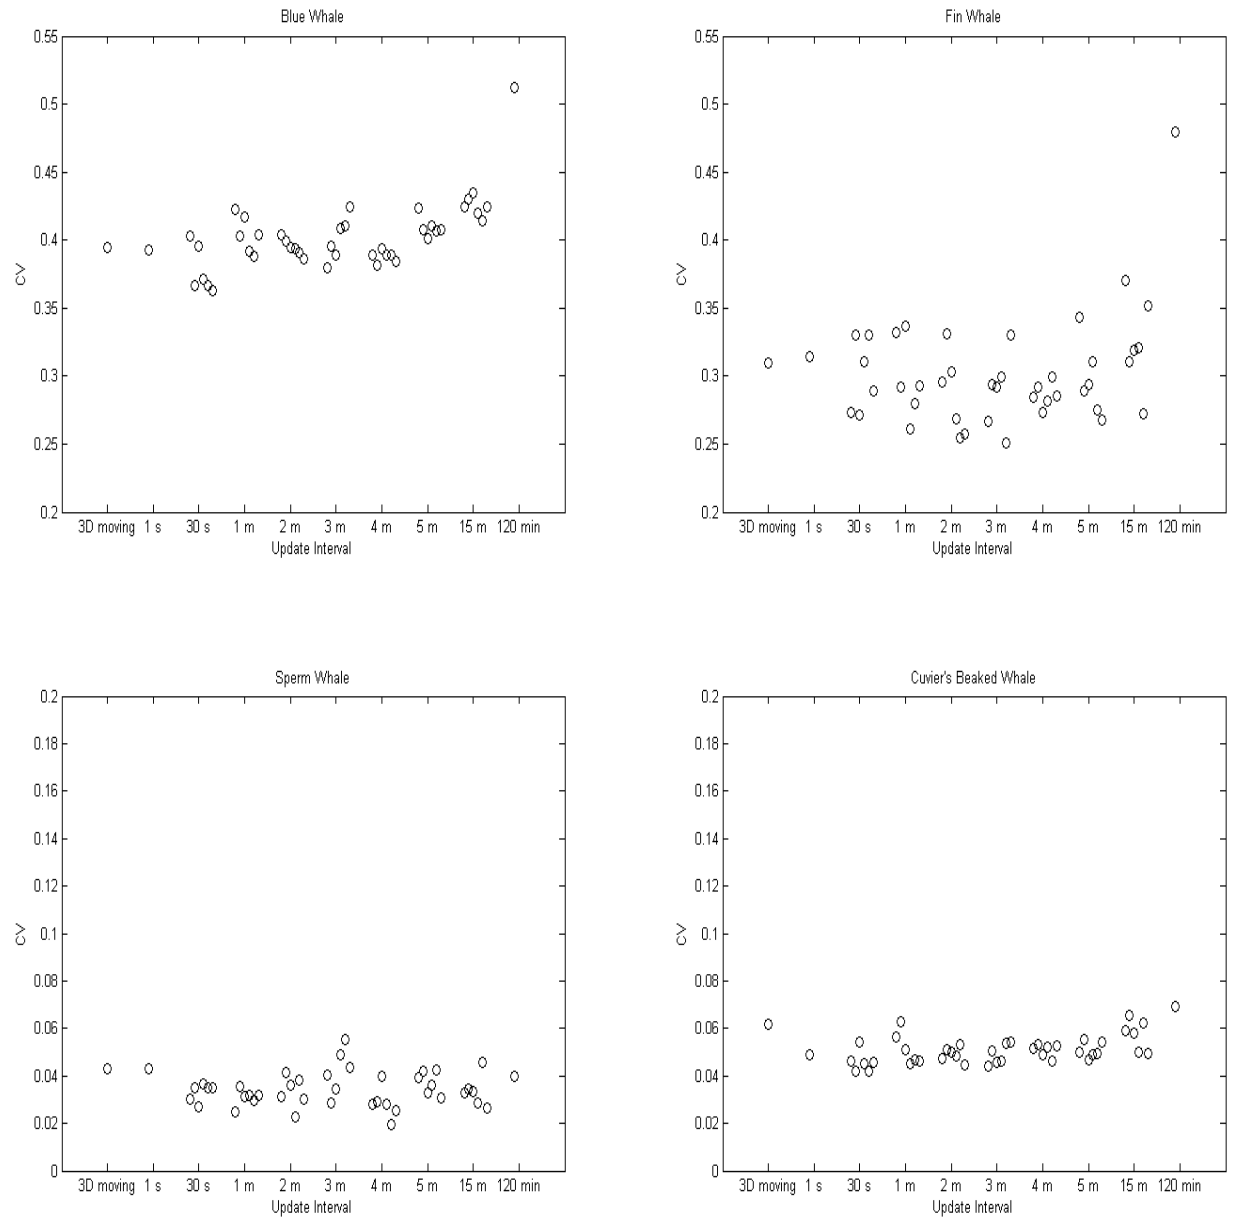 Blue Whale
0.55
0.5
0.45
0.4
0.35
0.3
0.25
0.2
CV
3D moving 1 s 30 s 1 m 2 m 3 m 4 m 5 m 15 m 120 min
Update Interval
Fin Whale
0.55
0.5
0.45
0.4
0.35
0.3
0.25
0.2
CV
3D moving 1 s 30 s 1 m 2 m 3 m 4 m 5 m 15 m 120 min
Update Interval
Sperm Whale
0.2
0.18
0.16
0.14
0.12
0.1
0.08
0.06
0.04
0.02
0
CV
3D moving 1 s 30 s 1 m 2 m 3 m 4 m 5 m 15 m 120 min
Update Interval
Cuvier's Beaked Whale
0.2
0.18
0.16
0.14
0.12
0.1
0.08
0.06
0.04
0.02
0
CV
3D moving 1 s 30 s 1 m 2 m 3 m 4 m 5 m 15 m 120 min
Update Interval